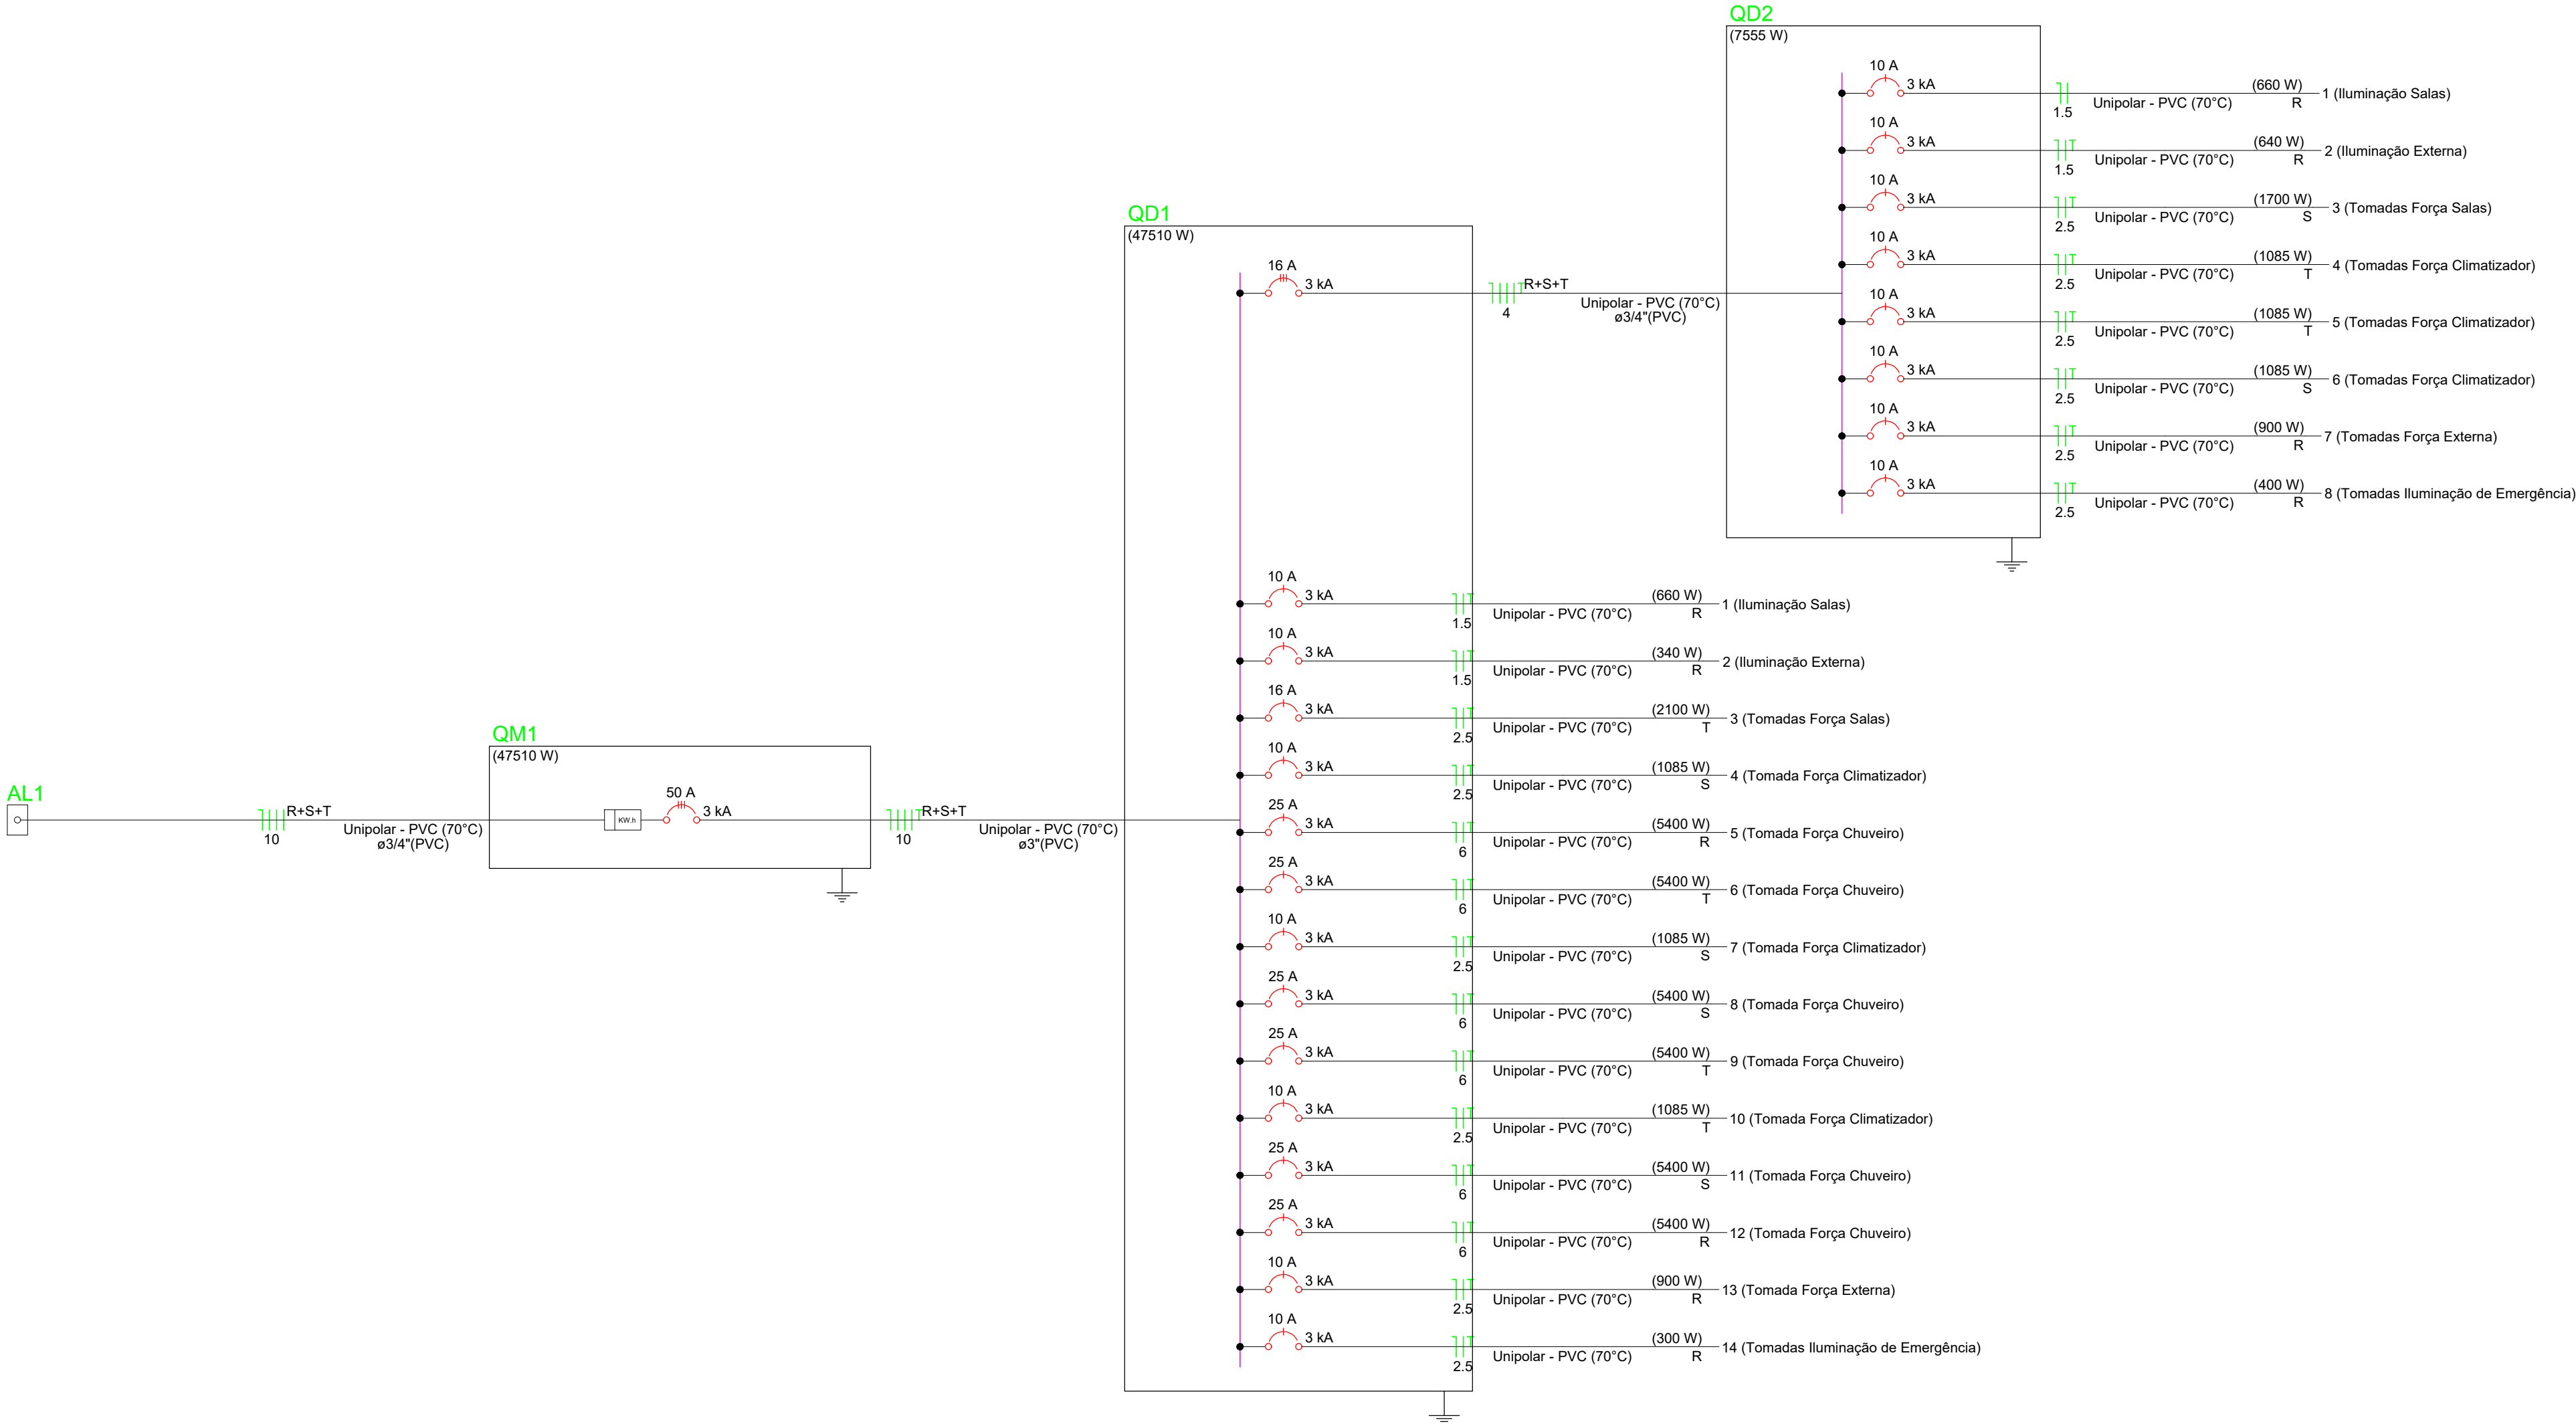 QD2
(7555 W)
10 A
3 kA
1.5
Unipolar - PVC (70°C)
(660 W)
R
1 (Iluminação Salas)
10 A
3 kA
1.5
Unipolar - PVC (70°C)
(640 W)
R
2 (Iluminação Externa)
10 A
3 kA
2.5
Unipolar - PVC (70°C)
(1700 W)
S
3 (Tomadas Força Salas)
10 A
3 kA
2.5
Unipolar - PVC (70°C)
(1085 W)
T
4 (Tomadas Força Climatizador)
10 A
3 kA
2.5
Unipolar - PVC (70°C)
(1085 W)
T
5 (Tomadas Força Climatizador)
10 A
3 kA
2.5
Unipolar - PVC (70°C)
(1085 W)
S
6 (Tomadas Força Climatizador)
10 A
3 kA
2.5
Unipolar - PVC (70°C)
(900 W)
R
7 (Tomadas Força Externa)
10 A
3 kA
2.5
Unipolar - PVC (70°C)
(400 W)
R
8 (Tomadas Iluminação de Emergência)
QD1
(47510 W)
16 A
3 kA
4
R+S+T
Unipolar - PVC (70°C)
ø3/4"(PVC)
10 A
3 kA
1.5
Unipolar - PVC (70°C)
(660 W)
R
1 (Iluminação Salas)
10 A
3 kA
1.5
Unipolar - PVC (70°C)
(340 W)
R
2 (Iluminação Externa)
16 A
3 kA
2.5
Unipolar - PVC (70°C)
(2100 W)
T
3 (Tomadas Força Salas)
10 A
3 kA
2.5
Unipolar - PVC (70°C)
(1085 W)
S
4 (Tomada Força Climatizador)
25 A
3 kA
6
Unipolar - PVC (70°C)
(5400 W)
R
5 (Tomada Força Chuveiro)
25 A
3 kA
6
Unipolar - PVC (70°C)
(5400 W)
T
6 (Tomada Força Chuveiro)
10 A
3 kA
2.5
Unipolar - PVC (70°C)
(1085 W)
S
7 (Tomada Força Climatizador)
25 A
3 kA
6
Unipolar - PVC (70°C)
(5400 W)
S
8 (Tomada Força Chuveiro)
25 A
3 kA
6
Unipolar - PVC (70°C)
(5400 W)
T
9 (Tomada Força Chuveiro)
10 A
3 kA
2.5
Unipolar - PVC (70°C)
(1085 W)
T
10 (Tomada Força Climatizador)
25 A
3 kA
6
Unipolar - PVC (70°C)
(5400 W)
S
11 (Tomada Força Chuveiro)
25 A
3 kA
6
Unipolar - PVC (70°C)
(5400 W)
R
12 (Tomada Força Chuveiro)
10 A
3 kA
2.5
Unipolar - PVC (70°C)
(900 W)
R
13 (Tomada Força Externa)
10 A
3 kA
2.5
Unipolar - PVC (70°C)
(300 W)
R
14 (Tomadas Iluminação de Emergência)
QM1
(47510 W)
KW.h
50 A
3 kA
10
R+S+T
Unipolar - PVC (70°C)
ø3"(PVC)
AL1
10
R+S+T
Unipolar - PVC (70°C)
ø3/4"(PVC)